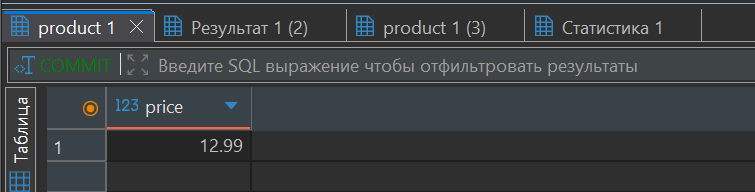 product 1 Результат 1 (2) product 1 (3) Статистика 1
T COMMIT Введите SQL выражение чтобы отфильтровать результаты
Таблица
123 price
1 12.99